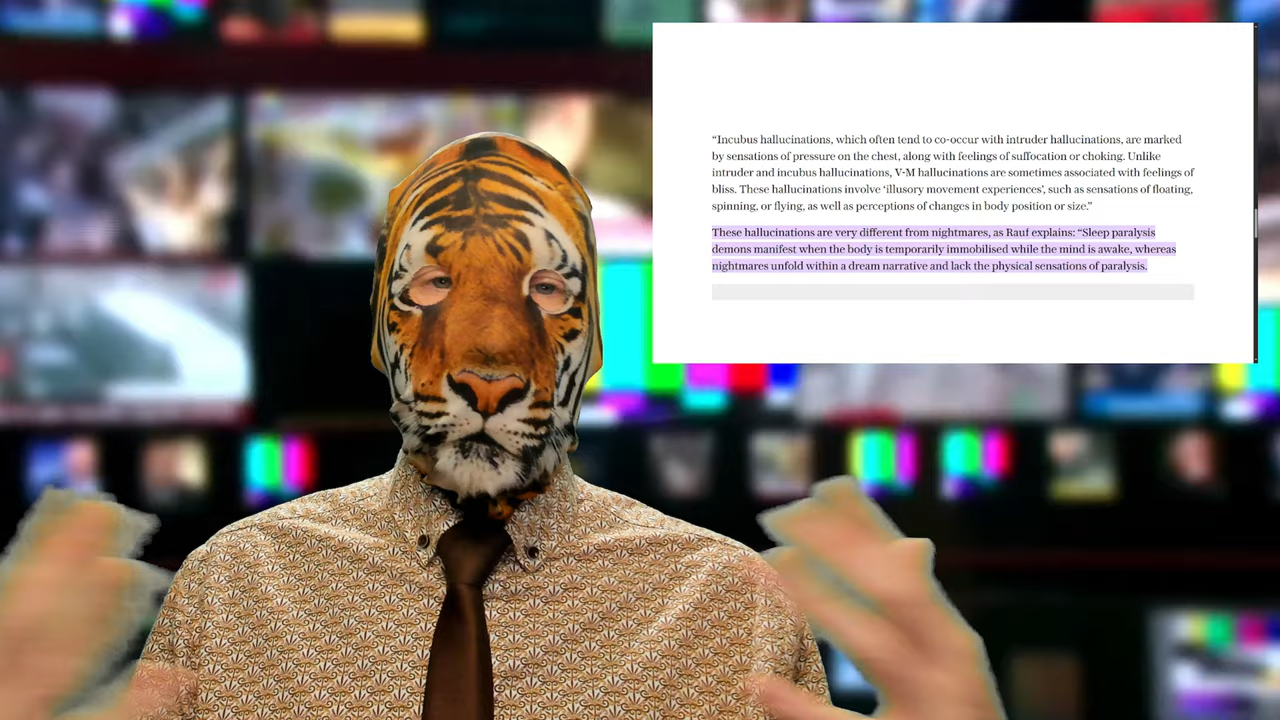 “Incubus hallucinations, which often tend to co-occur with intruder hallucinations, are marked
by sensations of pressure on the chest, along with feelings of suffocation or choking. Unlike
intruder and incubus hallucinations, V-M hallucinations are sometimes associated with feelings of
bliss. These hallucinations involve ‘illusory movement experiences’, such as sensations of floating,
spinning, or flying, as well as perceptions of changes in body position or size.”
These hallucinations are very different from nightmares, as Rauf explains: “Sleep paralysis
demons manifest when the body is temporarily immobilised while the mind is awake, whereas
nightmares unfold within a dream narrative and lack the physical sensations of paralysis.